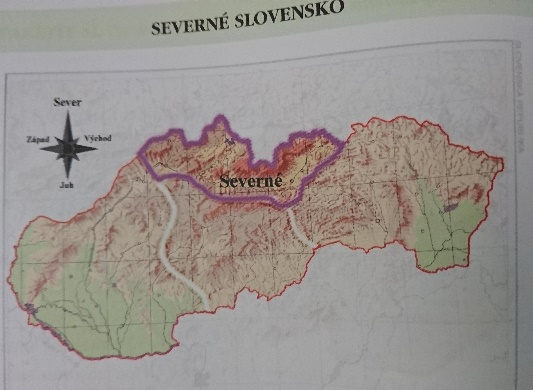 SEVERNÉ SLOVENSKO
Sever
Západ
Východ
Juh
Severné